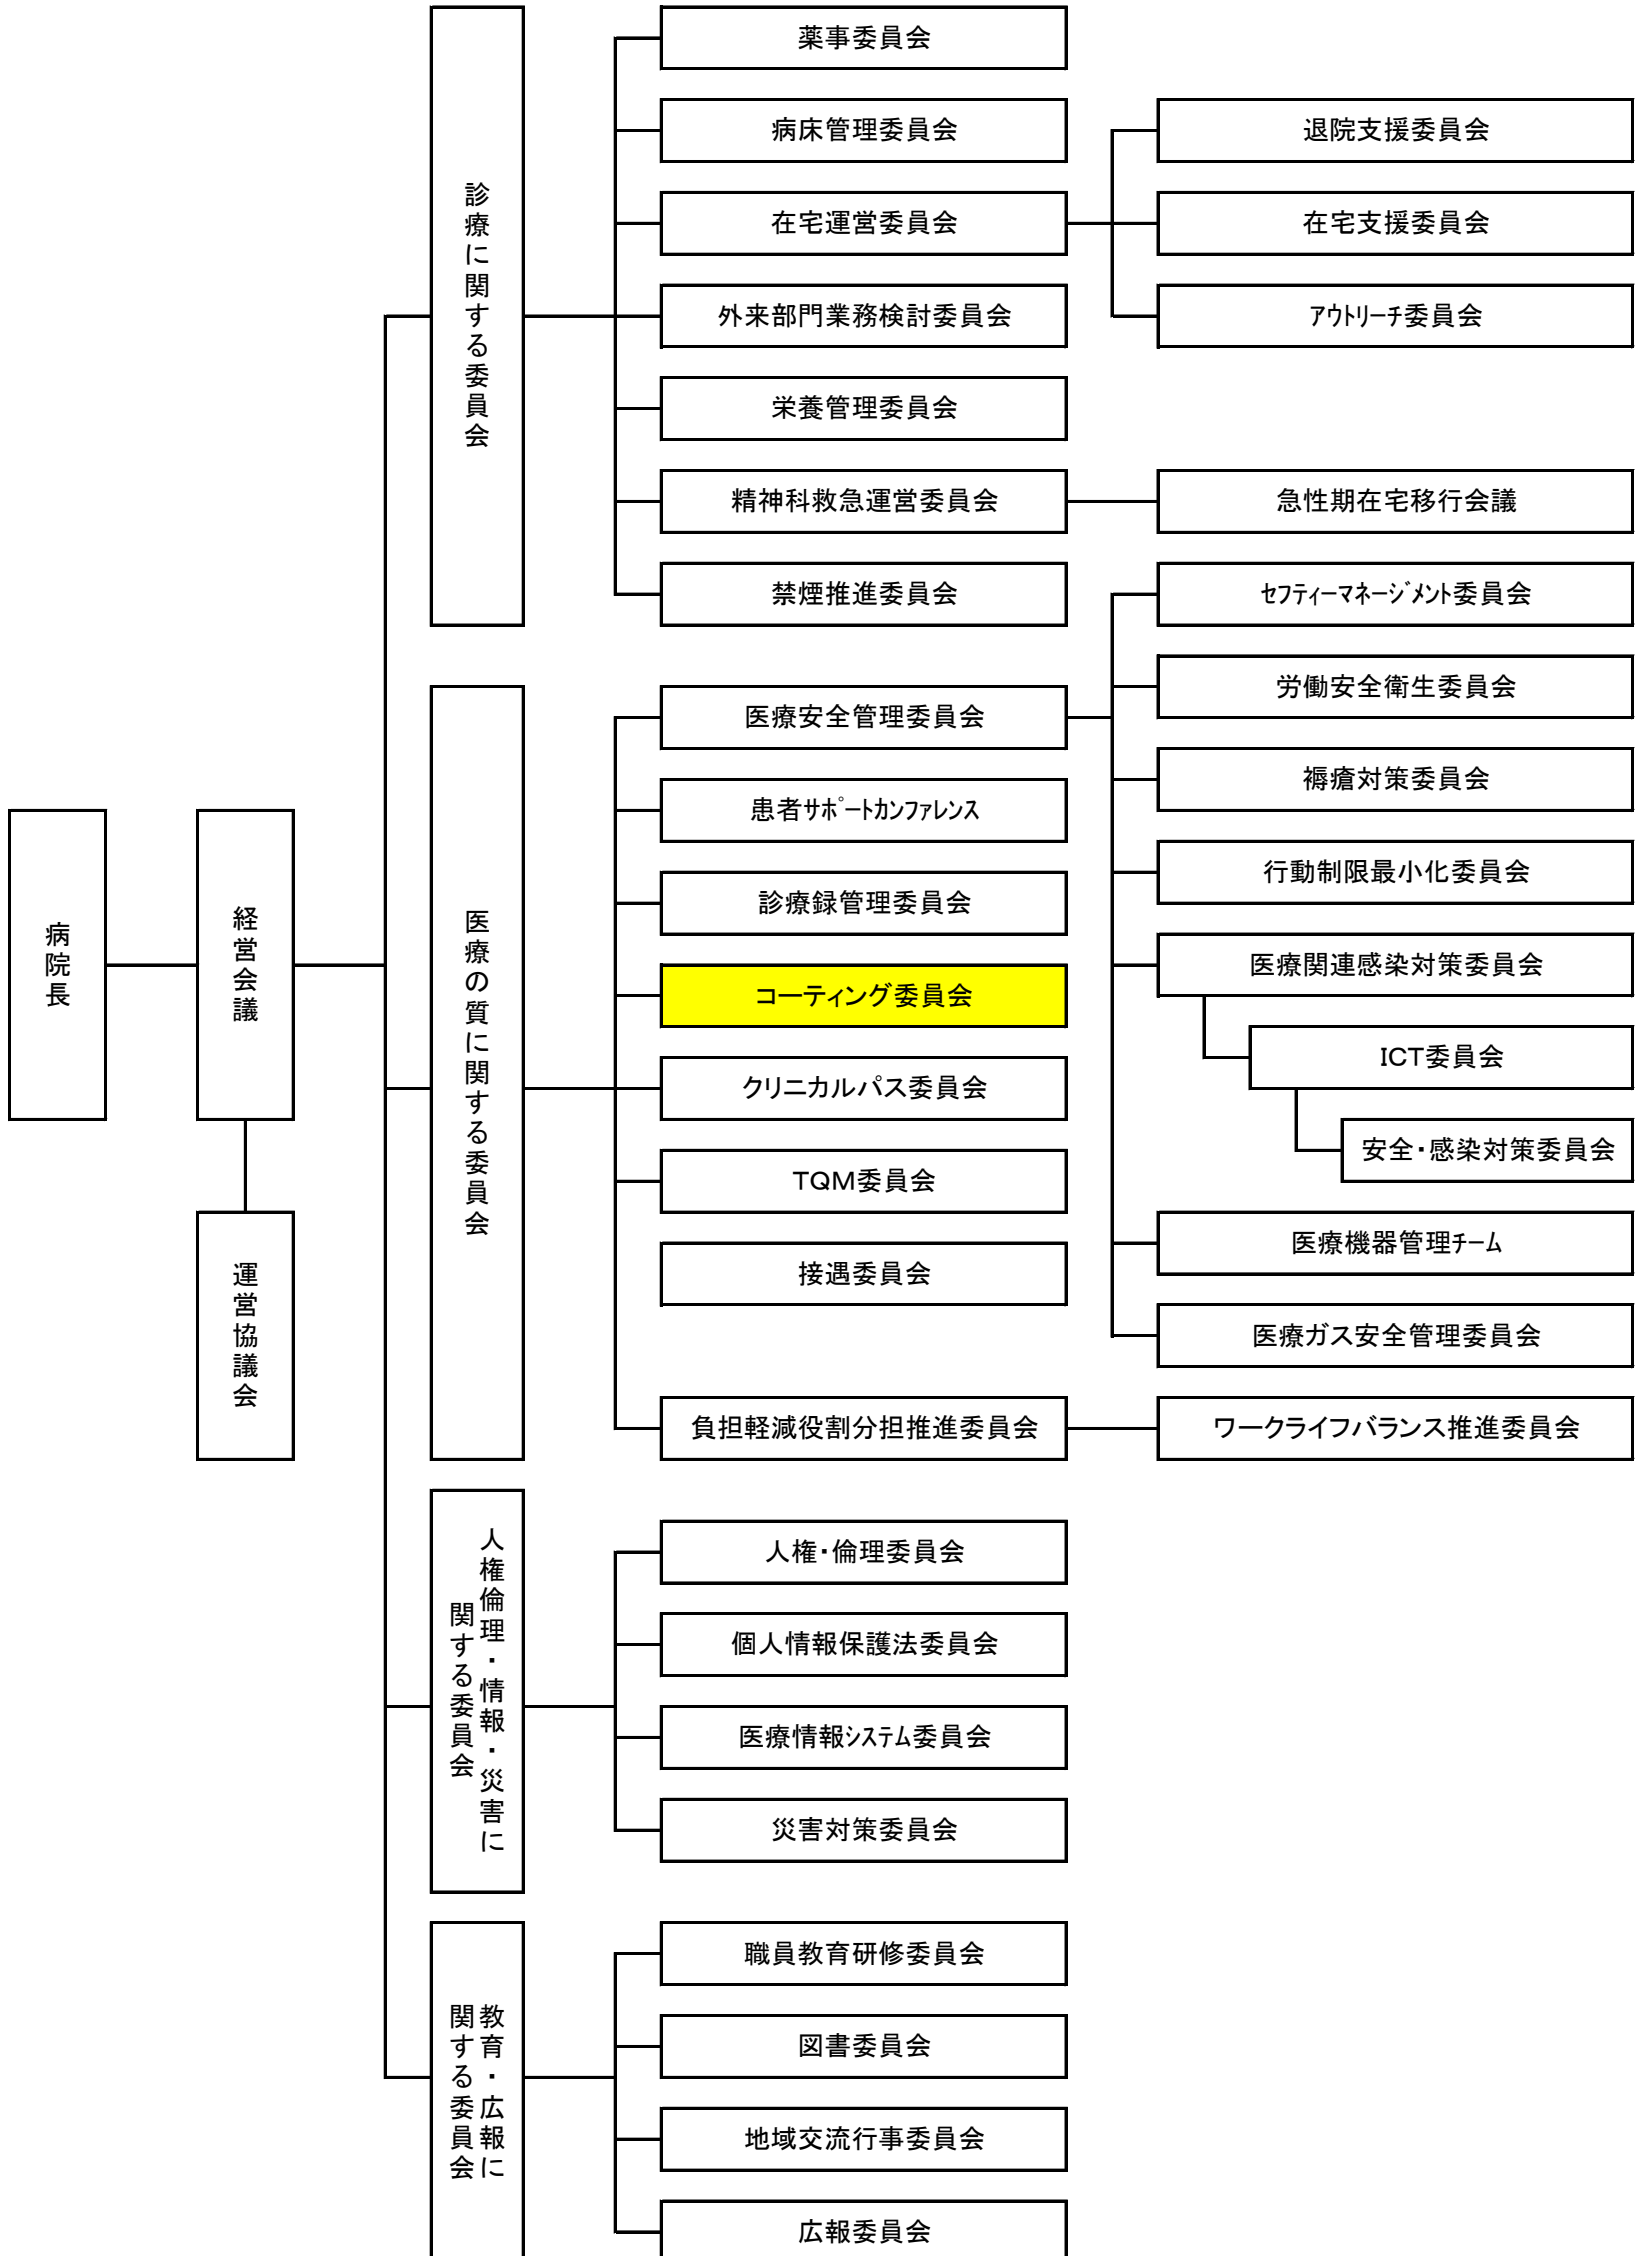 病院長
経営会議
運営協議会
診療に関する委員会
薬事委員会
病床管理委員会
退院支援委員会
在宅運営委員会
在宅支援委員会
外来部門業務検討委員会
ｱｳﾄﾘｰﾁ委員会
栄養管理委員会
精神科救急運営委員会
急性期在宅移行会議
禁煙推進委員会
医療の質に関する委員会
医療安全管理委員会
ｾﾌﾃｨｰﾏﾈｰｼﾞﾒﾝﾄ委員会
労働安全衛生委員会
褥瘡対策委員会
行動制限最小化委員会
医療関連感染対策委員会
ICT委員会
安全・感染対策委員会
医療機器管理ﾁｰﾑ
医療ガス安全管理委員会
患者ｻﾎﾟｰﾄｶﾝﾌｧﾚﾝｽ
診療録管理委員会
コーティング委員会
クリニカルパス委員会
TQM委員会
接遇委員会
負担軽減役割分担推進委員会
ワークライフバランス推進委員会
人権倫理・情報・災害に
関する委員会
人権・倫理委員会
個人情報保護法委員会
医療情報ｼｽﾃﾑ委員会
災害対策委員会
教育・広報に
関する委員会
職員教育研修委員会
図書委員会
地域交流行事委員会
広報委員会